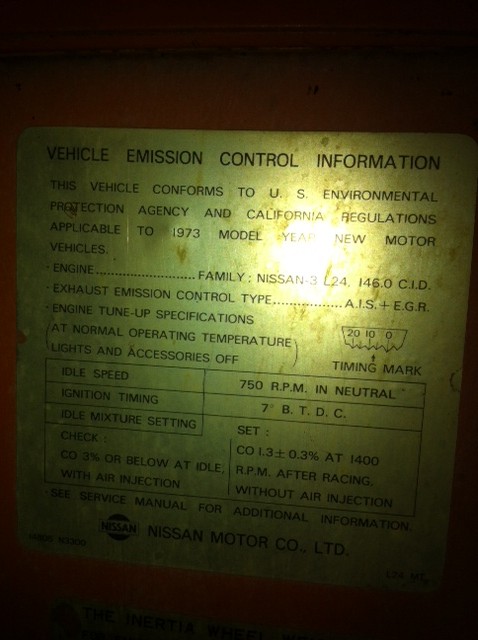 VEHICLE EMISSION CONTROL INFORMATION
THIS VEHICLE CONFORMS TO U. S. ENVIRONMENTAL
PROTECTION AGENCY AND CALIFORNIA REGULATIONS
APPLICABLE TO 1973 MODEL YEAR NEW MOTOR
VEHICLES.
· ENGINE........................ FAMILY : NISSAN-3 L24, 146.0 C.I.D.
· EXHAUST EMISSION CONTROL TYPE................ A.I.S. + E.G.R.
· ENGINE TUNE-UP SPECIFICATIONS
(AT NORMAL OPERATING TEMPERATURE
LIGHTS AND ACCESSORIES OFF)
20 10 0
TIMING MARK
IDLE SPEED 750 R.P.M. IN NEUTRAL
IGNITION TIMING 7° B. T. D. C.
IDLE MIXTURE SETTING
CHECK :
CO 3% OR BELOW AT IDLE,
WITH AIR INJECTION
SET :
CO 1.3 ± 0.3% AT 1400
R.P.M. AFTER RACING.
WITHOUT AIR INJECTION
· SEE SERVICE MANUAL FOR ADDITIONAL INFORMATION.
NISSAN NISSAN MOTOR CO., LTD.
L24 MT
THE INERTIA WHEEL